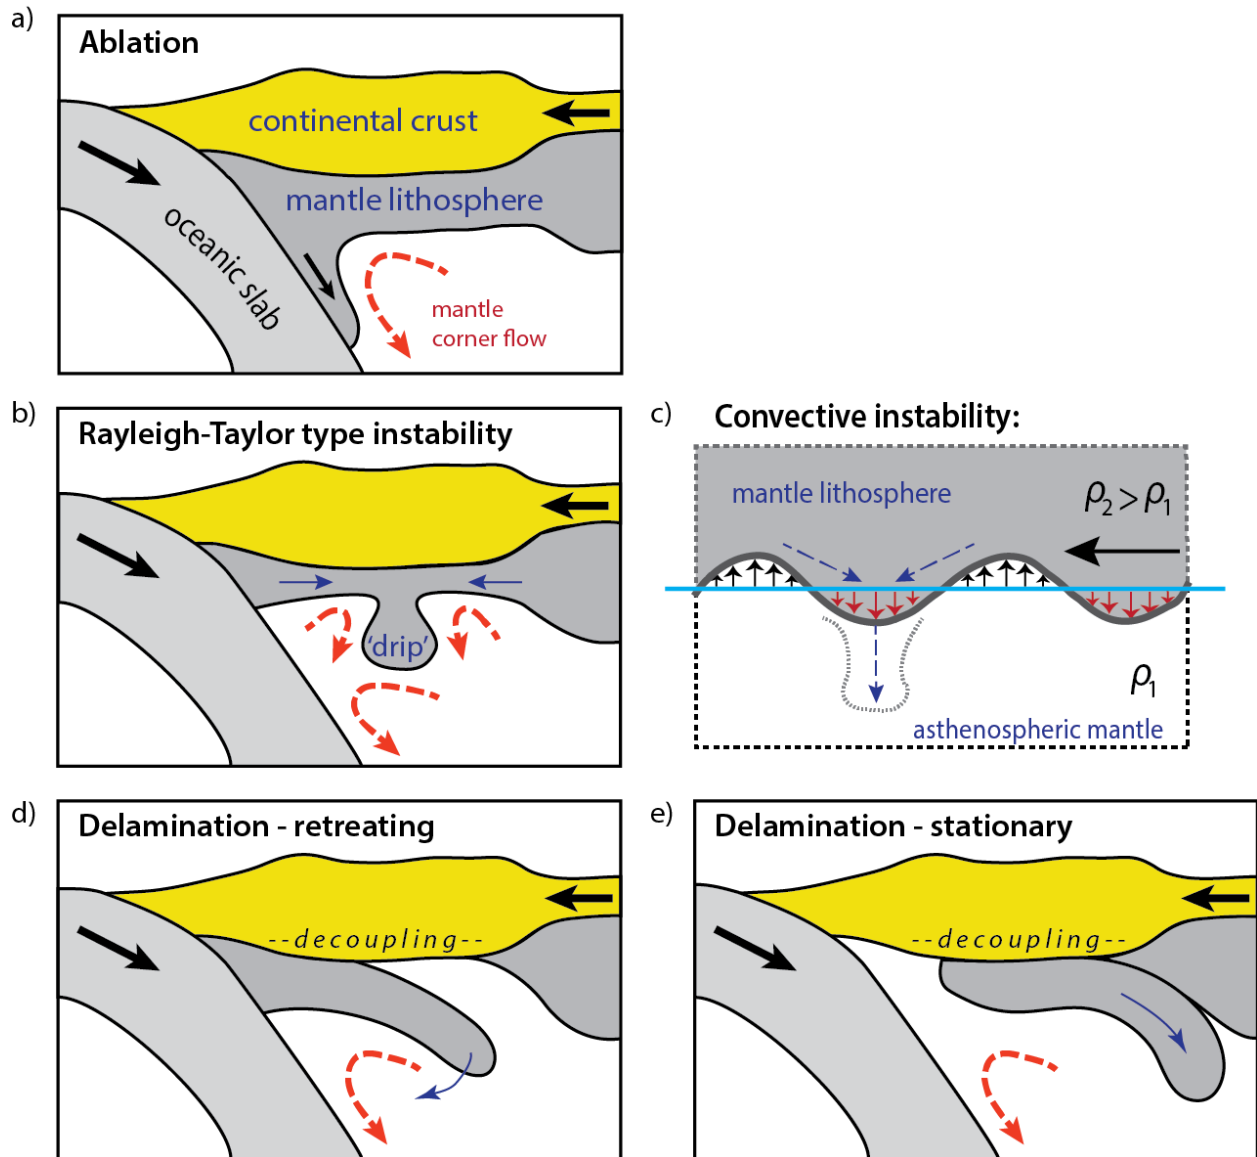 a)
Ablation
continental crust
mantle lithosphere
oceanic slab
mantle
corner flow
b)
Rayleigh-Taylor type instability
'drip'
c)
Convective instability:
mantle lithosphere
ρ2 > ρ1
ρ1
asthenospheric mantle
d)
Delamination - retreating
--decoupling--
e)
Delamination - stationary
--decoupling--